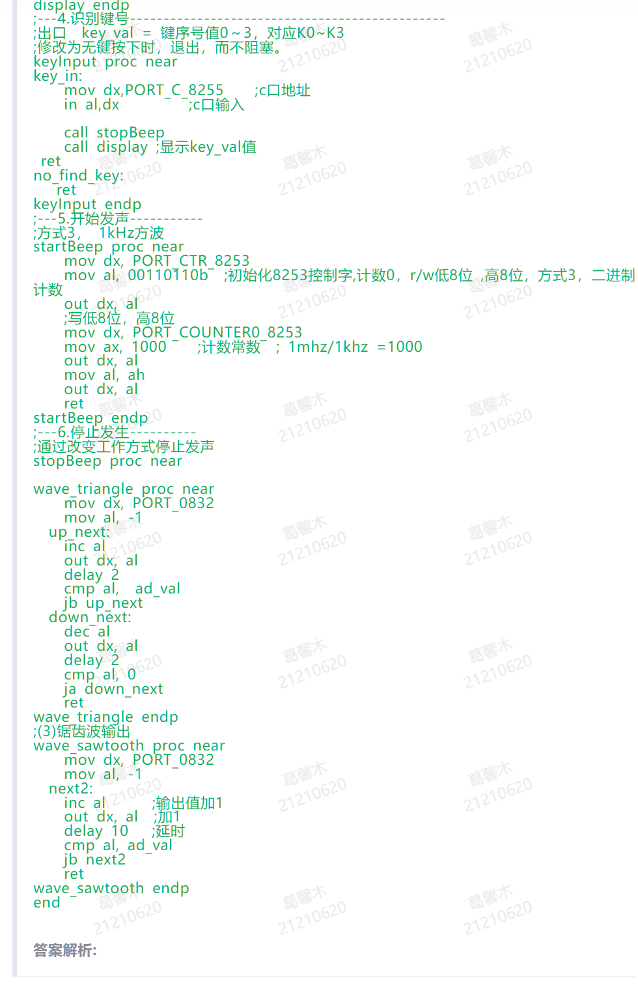 display endp
;---4.识别键号-----------------------------------------------
;出口  key_val = 键序号值0～3，对应K0~K3
;修改为无键按下时，退出，而不阻塞。
keyInput proc near
key_in:
    mov dx,PORT_C_8255    ;c口地址
    in al,dx         ;c口输入
    call stopBeep
    call display ;显示key_val值
 ret
no_find_key:
   ret
keyInput endp
;---5.开始发声-----------
;方式3， 1kHz方波
startBeep proc near
    mov dx, PORT_CTR_8253
    mov al, 00110110b  ;初始化8253控制字,计数0，r/w低8位 ,高8位，方式3，二进制
计数
    out dx, al
    ;写低8位，高8位
    mov dx, PORT_COUNTER0_8253
    mov ax, 1000    ;计数常数  ; 1mhz/1khz =1000
    out dx, al
    mov al, ah
    out dx, al
    ret
startBeep endp
;---6.停止发生----------
;通过改变工作方式停止发声
stopBeep proc near
wave_triangle proc near
    mov dx, PORT_0832
    mov al, -1
  up_next:
    inc al
    out dx, al
    delay 2
    cmp al,  ad_val
    jb up_next
  down_next:
    dec al
    out dx, al
    delay 2
    cmp al, 0
    ja down_next
    ret
wave_triangle endp
;(3)锯齿波输出
wave_sawtooth proc near
    mov dx, PORT_0832
    mov al, -1
  next2:
    inc al      ;输出值加1
    out dx, al  ;加1
    delay 10   ;延时
    cmp al, ad_val
    jb next2
    ret
wave_sawtooth endp
end
答案解析:
葛馨木
21210620